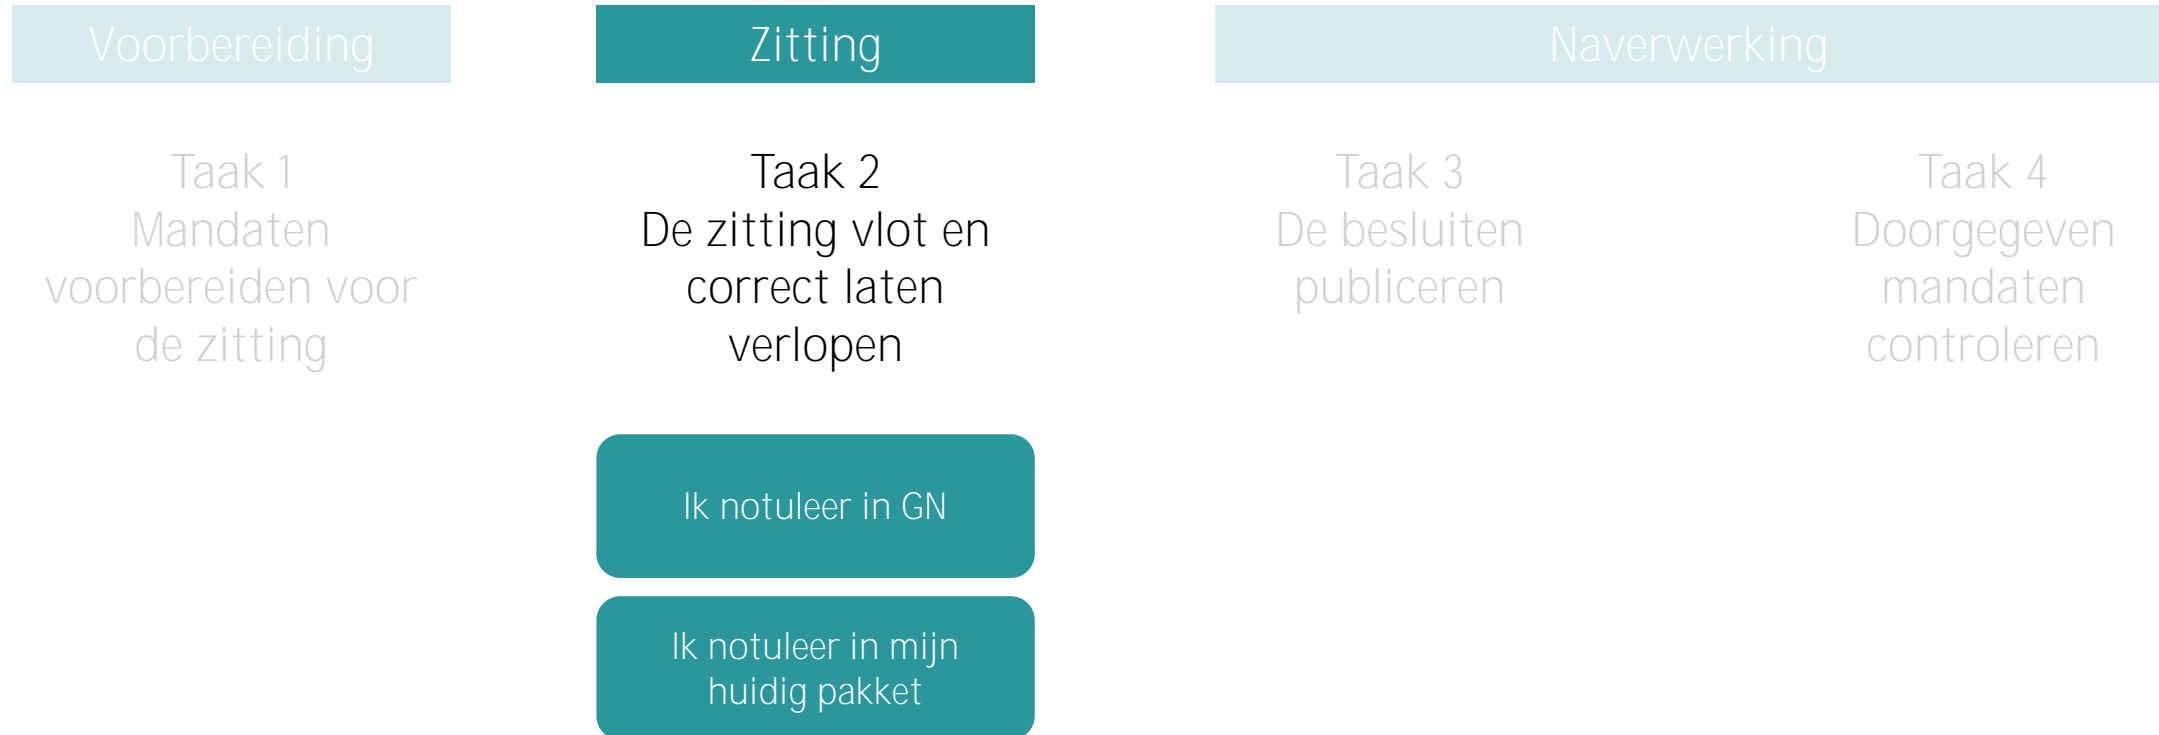 Voorbereiding
Zitting
Naverwerking
Taak 1
Mandaten
voorbereiden voor
de zitting
Taak 2
De zitting vlot en
correct laten
verlopen
Taak 3
De besluiten
publiceren
Taak 4
Doorgegeven
mandaten
controleren
Ik notuleer in GN
Ik notuleer in mijn
huidig pakket